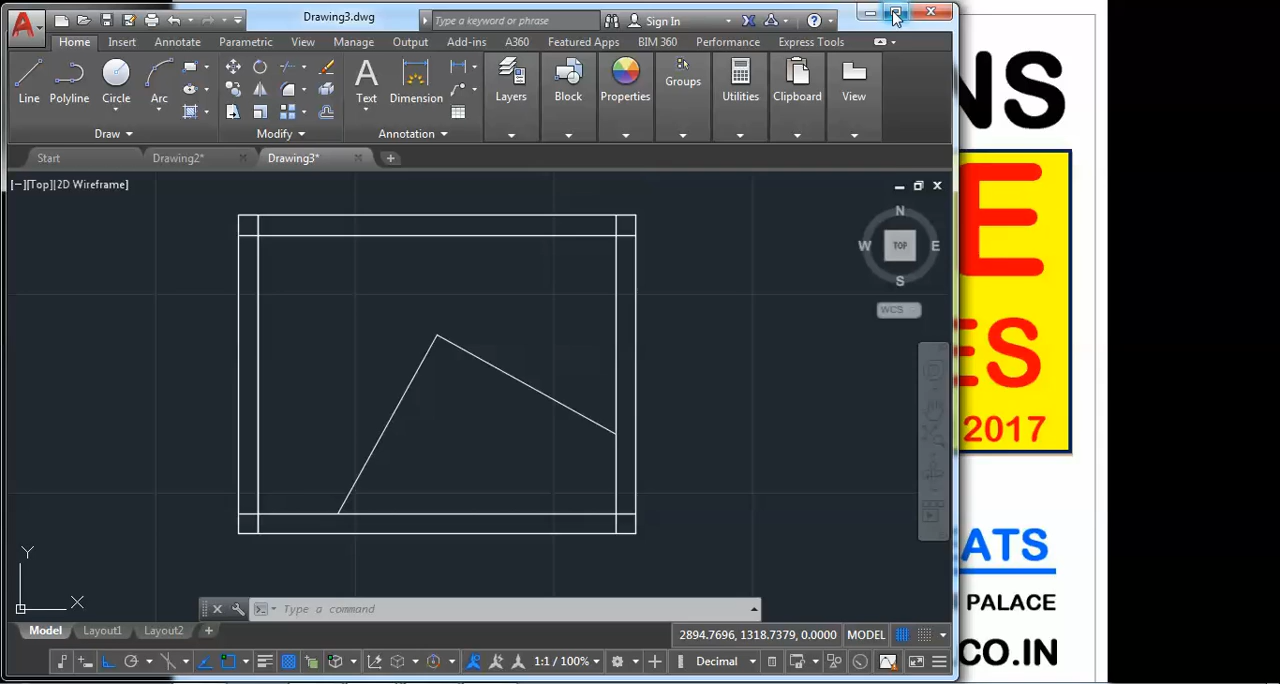 Drawing3.dwg
Type a keyword or phrase
Sign In
Home Insert Annotate Parametric View Manage Output Add-ins A360 Featured Apps BIM 360 Performance Express Tools
Line Polyline Circle Arc
Text Dimension
Layers Block Properties Groups Utilities Clipboard View
Draw Modify Annotation
Start Drawing2* Drawing3*
[−][Top][2D Wireframe]
N
W TOP E
S
WCS
Y
X
Type a command
Model Layout1 Layout2
2894.7696, 1318.7379, 0.0000 MODEL
1:1 / 100% Decimal
NS
E
ES
2017
ATS
PALACE
CO.IN